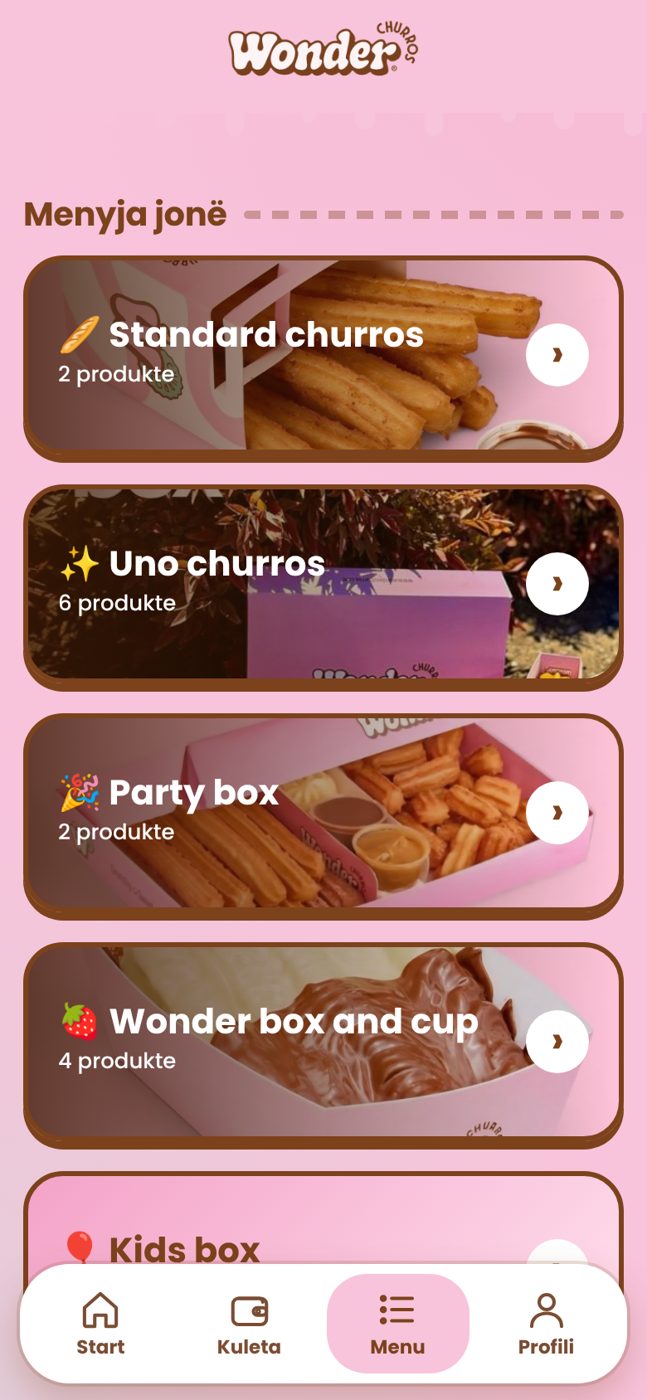 Wonder CHURROS
Menyja jonë
Standard churros
2 produkte
Uno churros
6 produkte
Party box
2 produkte
Wonder box and cup
4 produkte
Kids box
Start
Kuleta
Menu
Profili